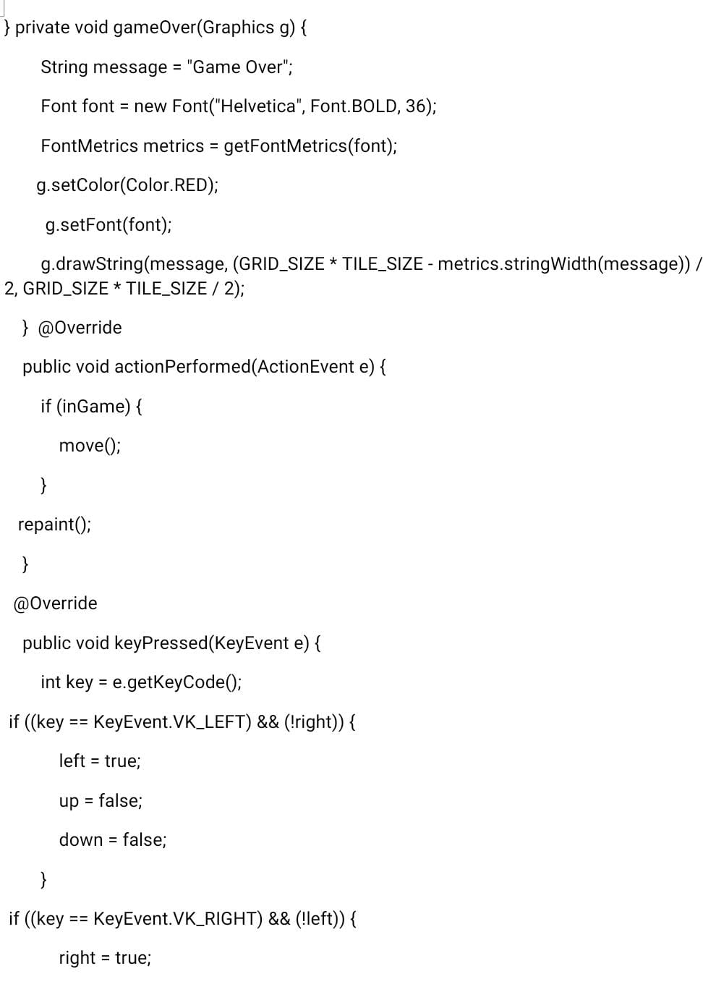 } private void gameOver(Graphics g) {
String message = "Game Over";
Font font = new Font("Helvetica", Font.BOLD, 36);
FontMetrics metrics = getFontMetrics(font);
g.setColor(Color.RED);
g.setFont(font);
g.drawString(message, (GRID_SIZE * TILE_SIZE - metrics.stringWidth(message)) /
2, GRID_SIZE * TILE_SIZE / 2);
} @Override
public void actionPerformed(ActionEvent e) {
if (inGame) {
move();
}
repaint();
}
@Override
public void keyPressed(KeyEvent e) {
int key = e.getKeyCode();
if ((key == KeyEvent.VK_LEFT) && (!right)) {
left = true;
up = false;
down = false;
}
if ((key == KeyEvent.VK_RIGHT) && (!left)) {
right = true;